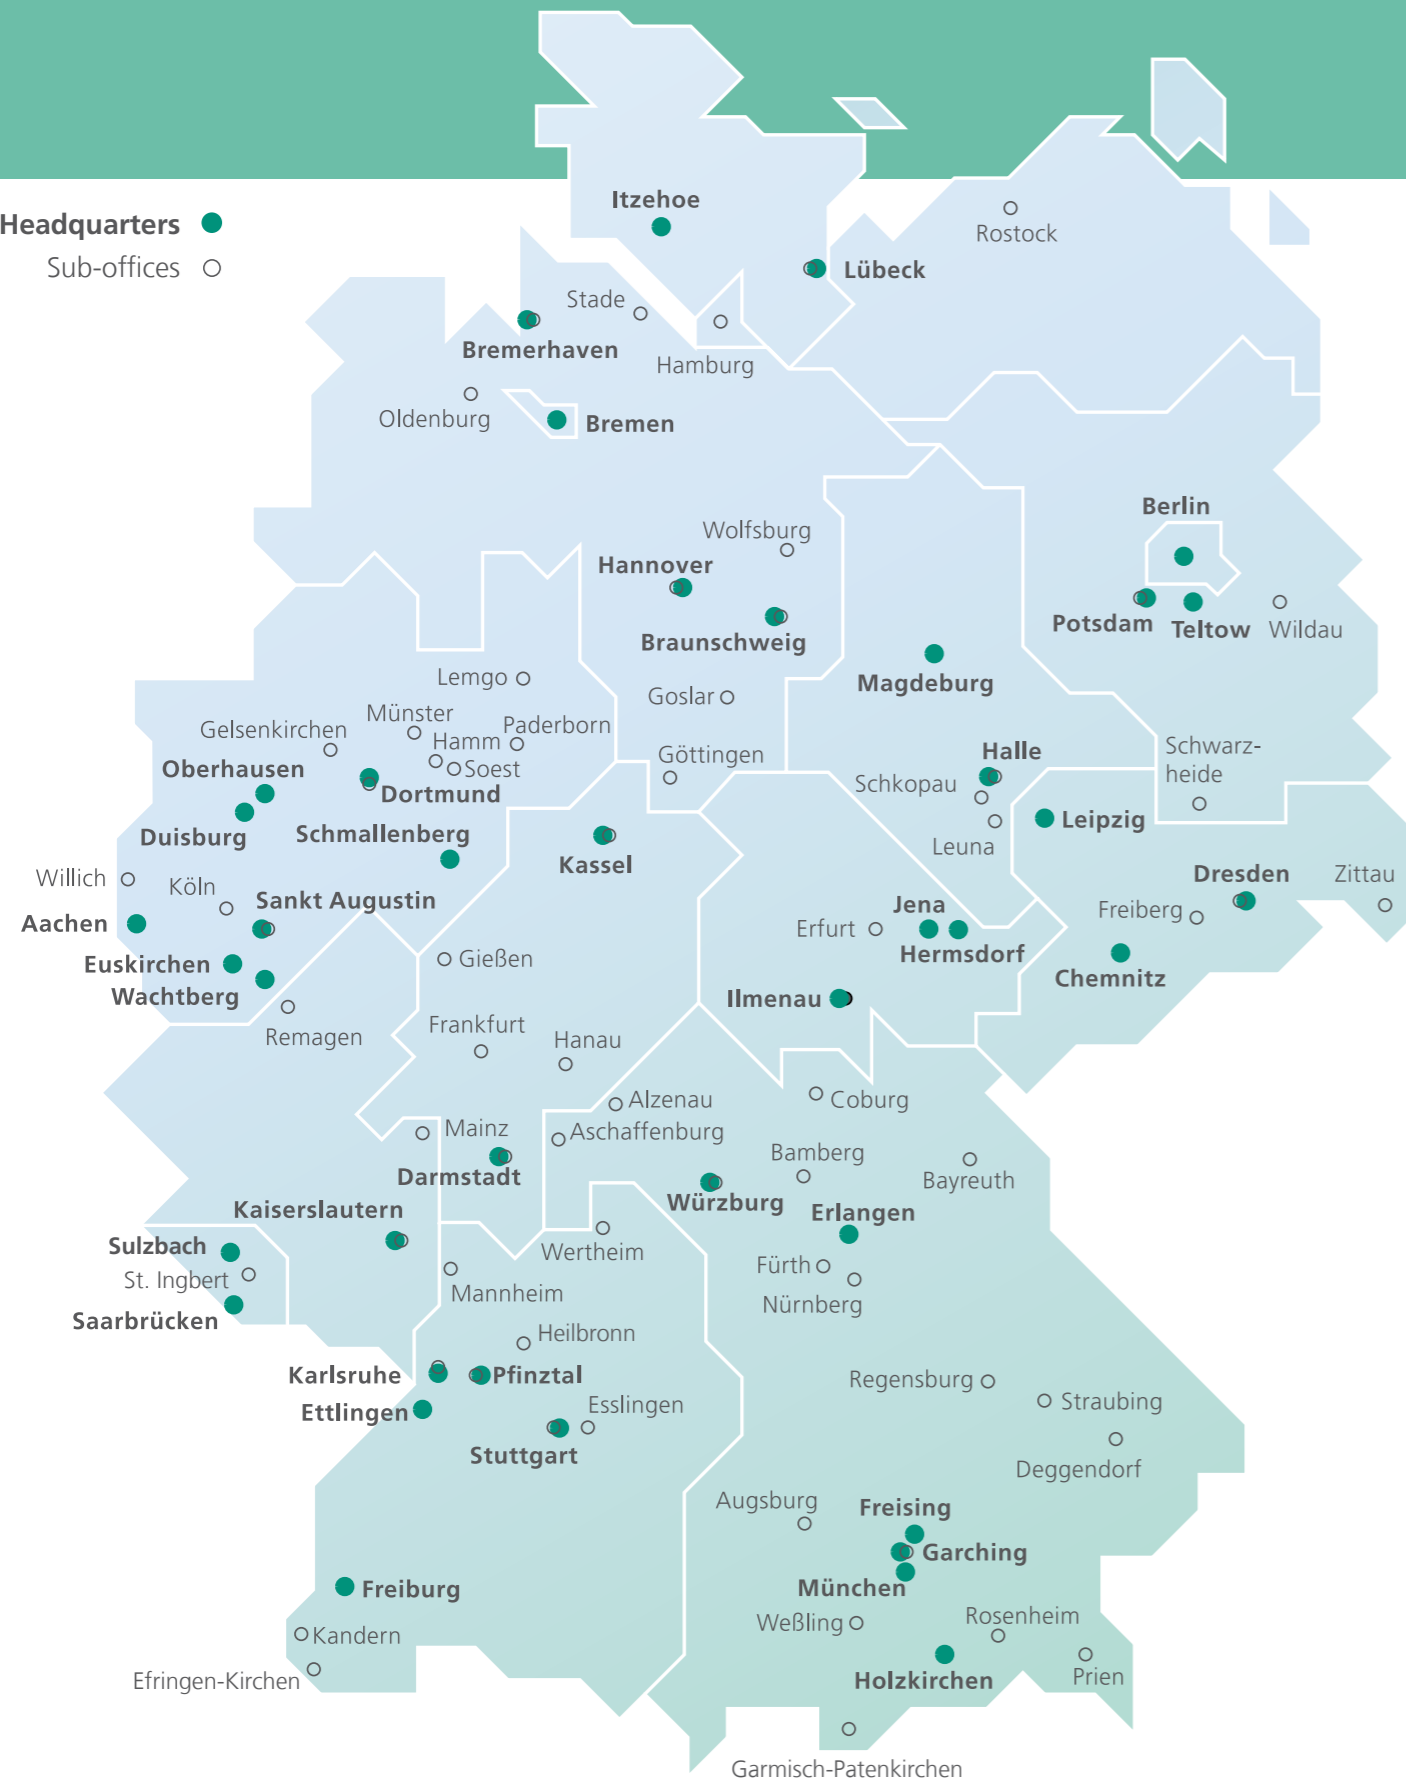 Headquarters
Sub-offices
Itzehoe
Rostock
Lübeck
Stade
Bremerhaven
Hamburg
Oldenburg
Bremen
Berlin
Wolfsburg
Hannover
Braunschweig
Potsdam
Teltow
Wildau
Lemgo
Magdeburg
Goslar
Münster
Gelsenkirchen
Paderborn
Hamm
Soest
Göttingen
Halle
Schwarz-
heide
Oberhausen
Dortmund
Schkopau
Leipzig
Duisburg
Schmallenberg
Kassel
Leuna
Willich
Köln
Sankt Augustin
Dresden
Zittau
Aachen
Jena
Freiberg
Erfurt
Hermsdorf
Euskirchen
Gießen
Chemnitz
Wachtberg
Ilmenau
Remagen
Frankfurt
Hanau
Alzenau
Coburg
Mainz
Aschaffenburg
Bamberg
Darmstadt
Bayreuth
Würzburg
Kaiserslautern
Erlangen
Sulzbach
Wertheim
St. Ingbert
Fürth
Mannheim
Nürnberg
Saarbrücken
Heilbronn
Karlsruhe
Pfinztal
Regensburg
Straubing
Ettlingen
Esslingen
Stuttgart
Deggendorf
Augsburg
Freising
Garching
München
Freiburg
Weßling
Rosenheim
Kandern
Prien
Efringen-Kirchen
Holzkirchen
Garmisch-Patenkirchen